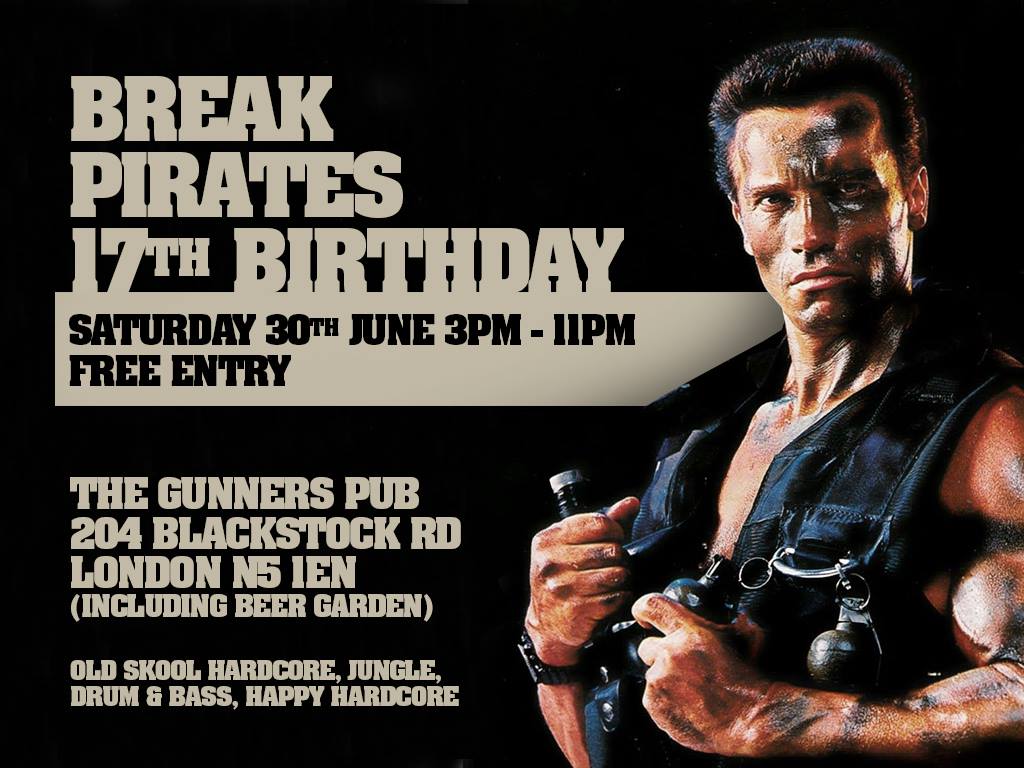 BREAK
PIRATES
17TH BIRTHDAY
SATURDAY 30TH JUNE 3PM - 11PM
FREE ENTRY
THE GUNNERS PUB
204 BLACKSTOCK RD
LONDON N5 1EN
(INCLUDING BEER GARDEN)
OLD SKOOL HARDCORE, JUNGLE,
DRUM & BASS, HAPPY HARDCORE